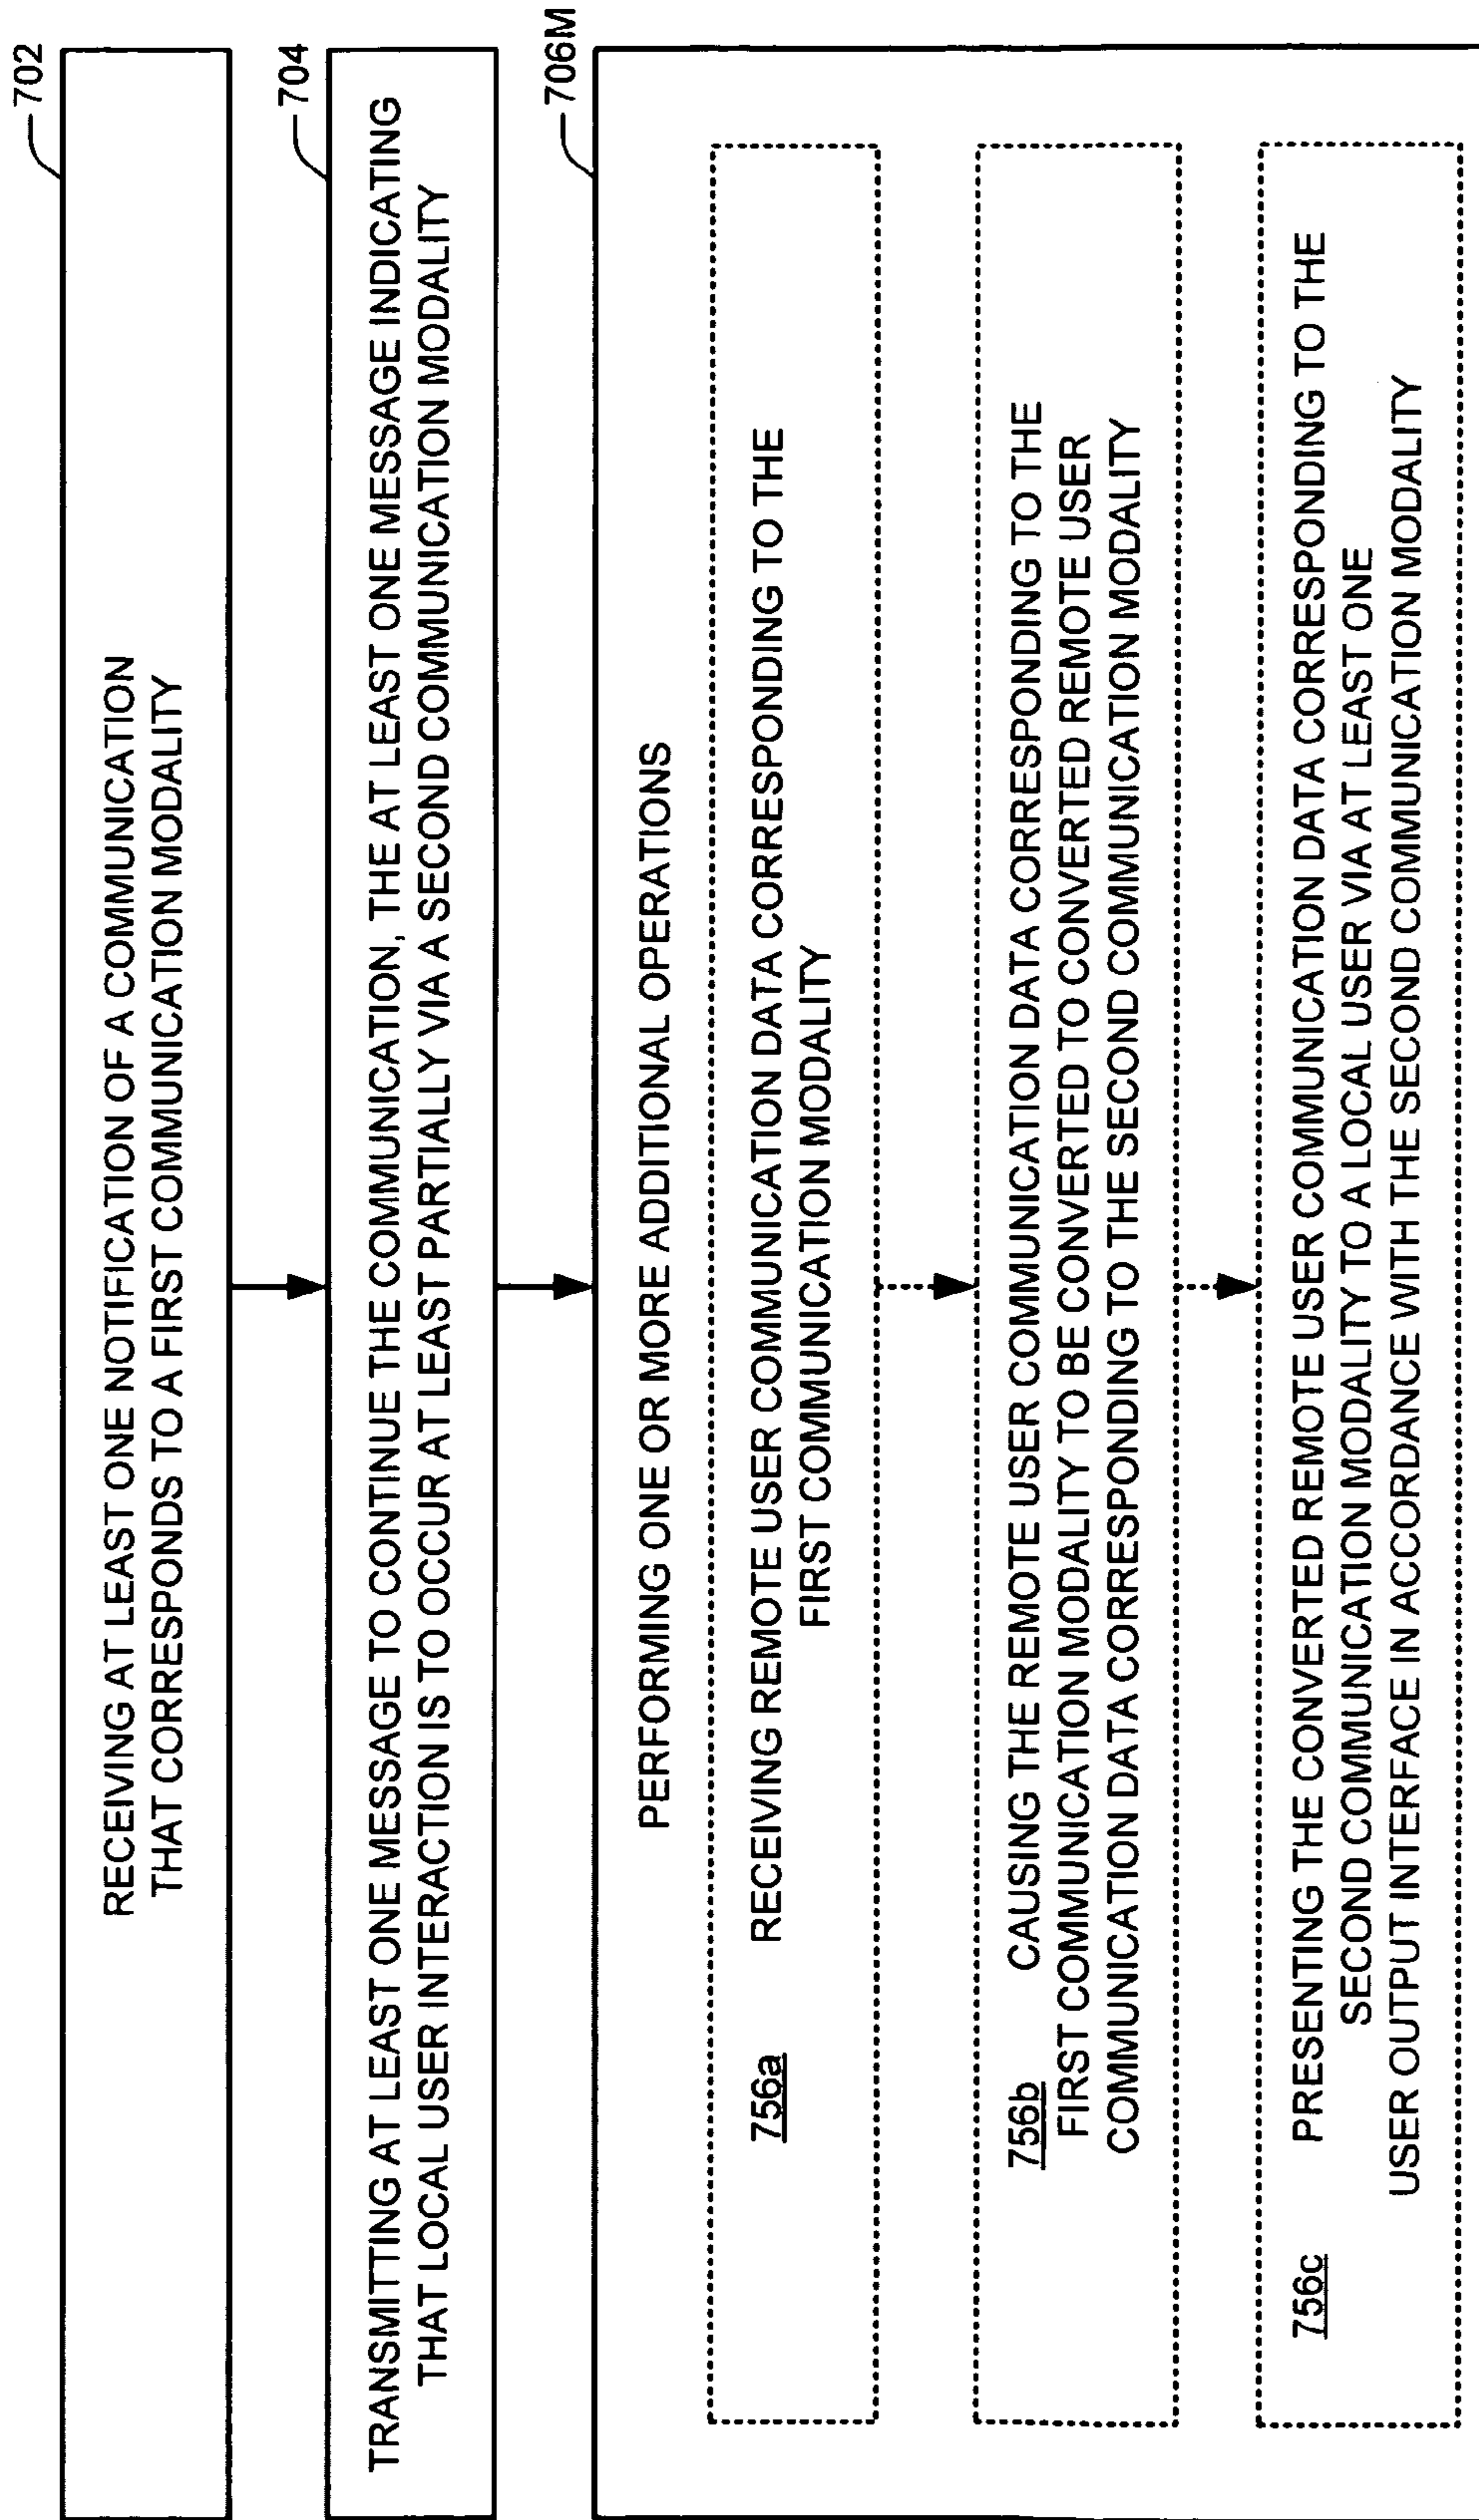 702
RECEIVING AT LEAST ONE NOTIFICATION OF A COMMUNICATION
THAT CORRESPONDS TO A FIRST COMMUNICATION MODALITY
704
TRANSMITTING AT LEAST ONE MESSAGE TO CONTINUE THE COMMUNICATION, THE AT LEAST ONE MESSAGE INDICATING
THAT LOCAL USER INTERACTION IS TO OCCUR AT LEAST PARTIALLY VIA A SECOND COMMUNICATION MODALITY
706M
PERFORMING ONE OR MORE ADDITIONAL OPERATIONS
756a RECEIVING REMOTE USER COMMUNICATION DATA CORRESPONDING TO THE
FIRST COMMUNICATION MODALITY
756b CAUSING THE REMOTE USER COMMUNICATION DATA CORRESPONDING TO THE
FIRST COMMUNICATION MODALITY TO BE CONVERTED TO CONVERTED REMOTE USER
COMMUNICATION DATA CORRESPONDING TO THE SECOND COMMUNICATION MODALITY
756c PRESENTING THE CONVERTED REMOTE USER COMMUNICATION DATA CORRESPONDING TO THE
SECOND COMMUNICATION MODALITY TO A LOCAL USER VIA AT LEAST ONE
USER OUTPUT INTERFACE IN ACCORDANCE WITH THE SECOND COMMUNICATION MODALITY